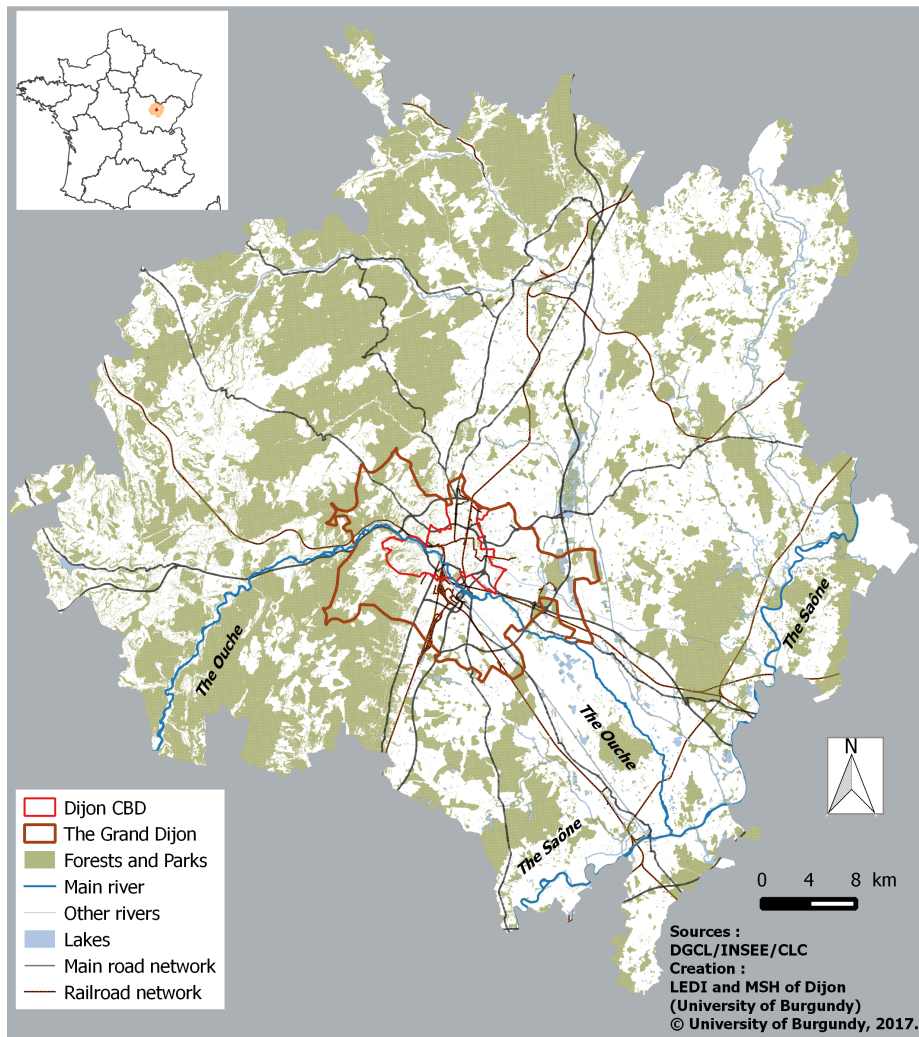 The Ouche
The Saône
The Ouche
The Saône
N
Dijon CBD
The Grand Dijon
Forests and Parks
Main river
Other rivers
Lakes
Main road network
Railroad network
0 4 8 km
Sources :
DGCL/INSEE/CLC
Creation :
LEDI and MSH of Dijon
(University of Burgundy)
© University of Burgundy, 2017.